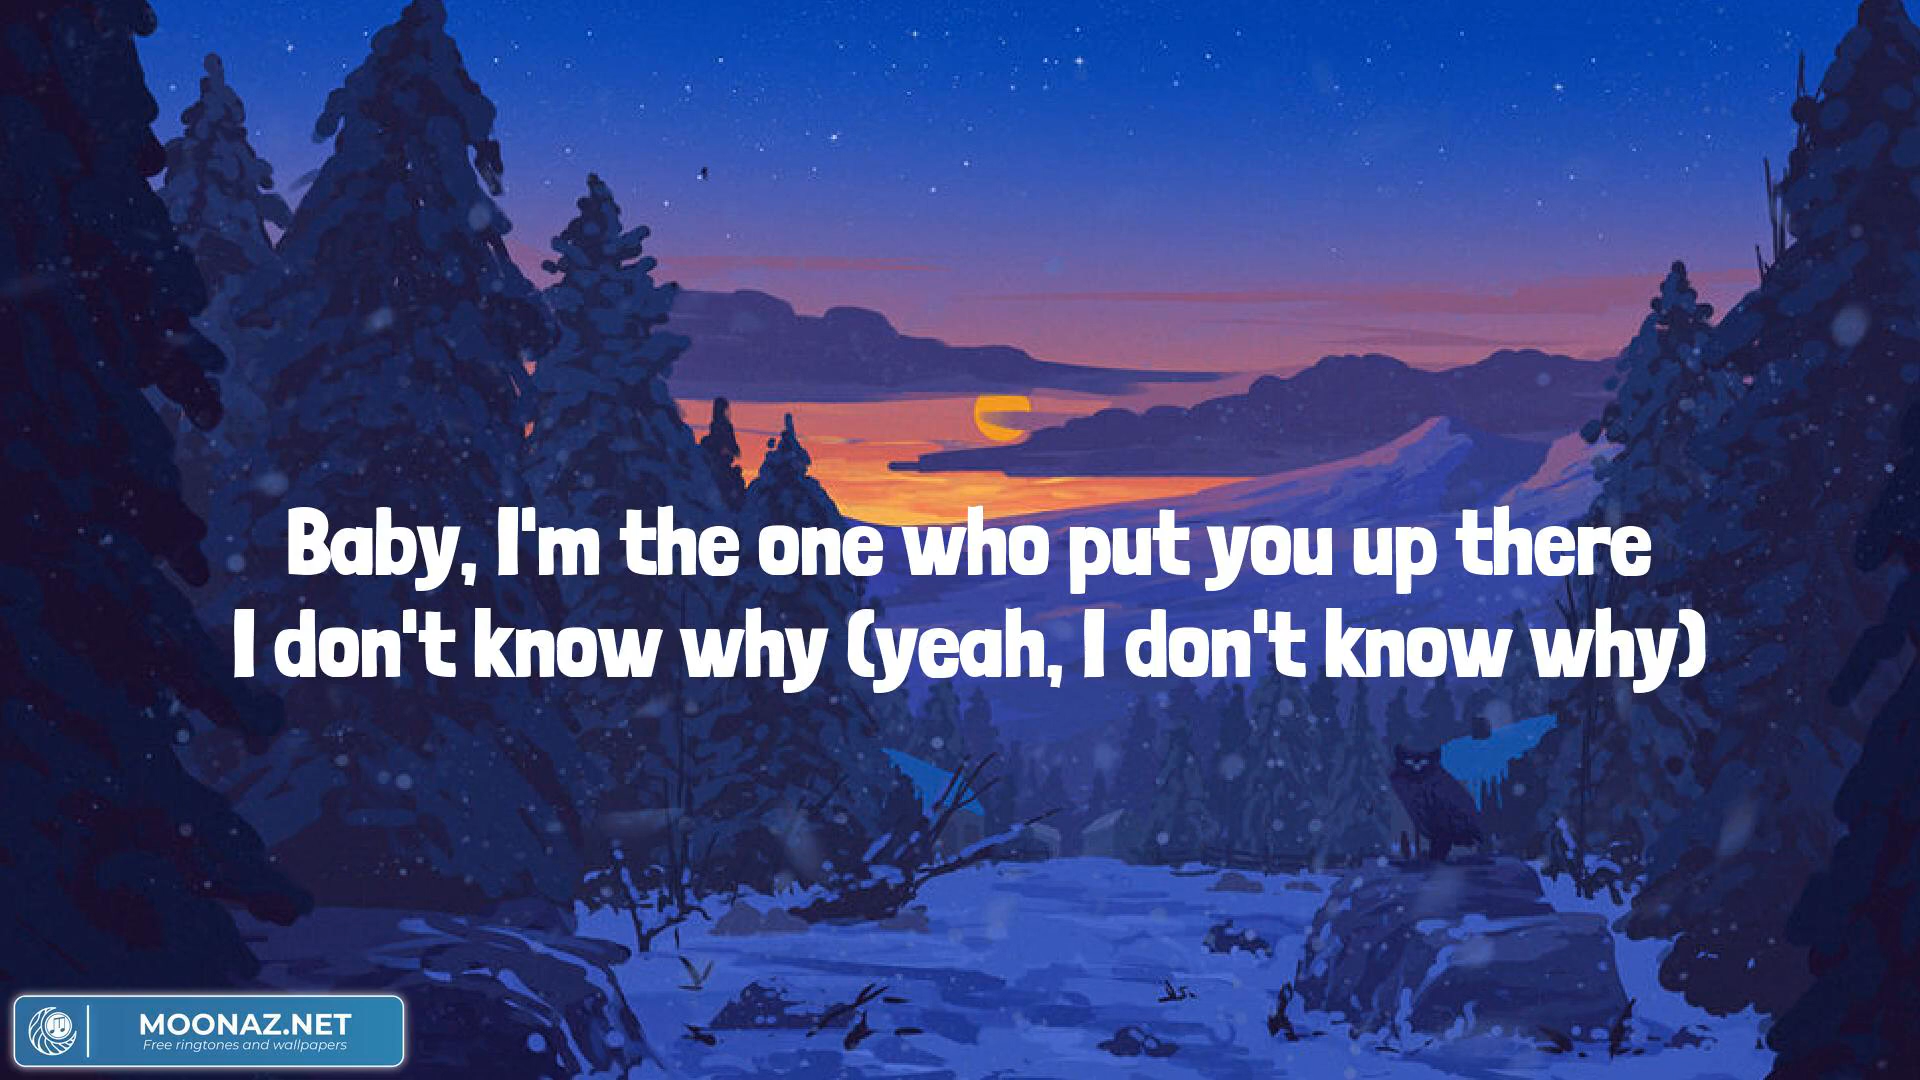 Baby, I'm the one who put you up there
I don't know why (yeah, I don't know why)
MOONAZ.NET
Free ringtones and wallpapers